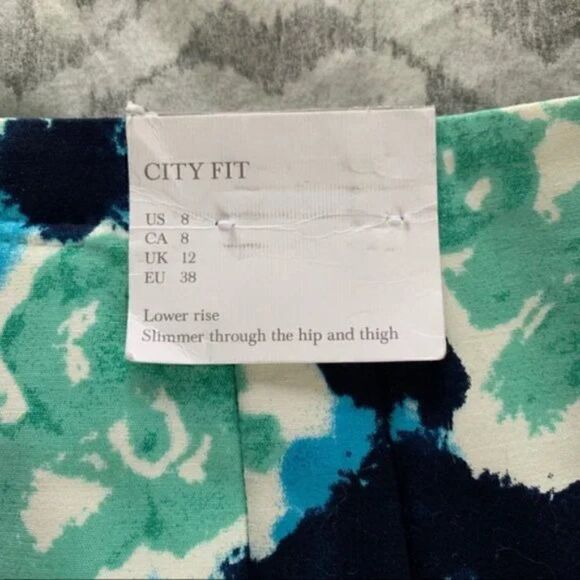 CITY FIT
US 8
CA 8
UK 12
EU 38
Lower rise
Slimmer through the hip and thigh